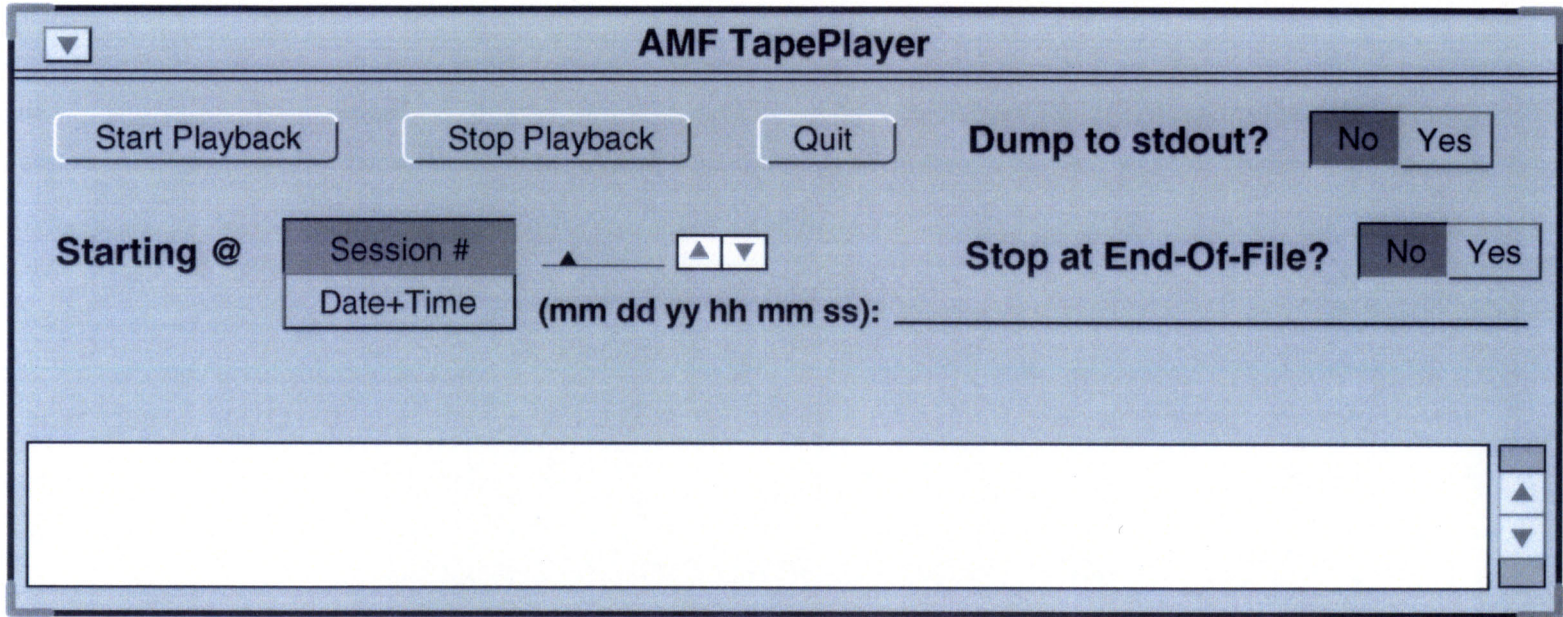 AMF TapePlayer
Start Playback Stop Playback Quit Dump to stdout? No Yes
Starting @ Session # Stop at End-Of-File? No Yes
Date+Time (mm dd yy hh mm ss):